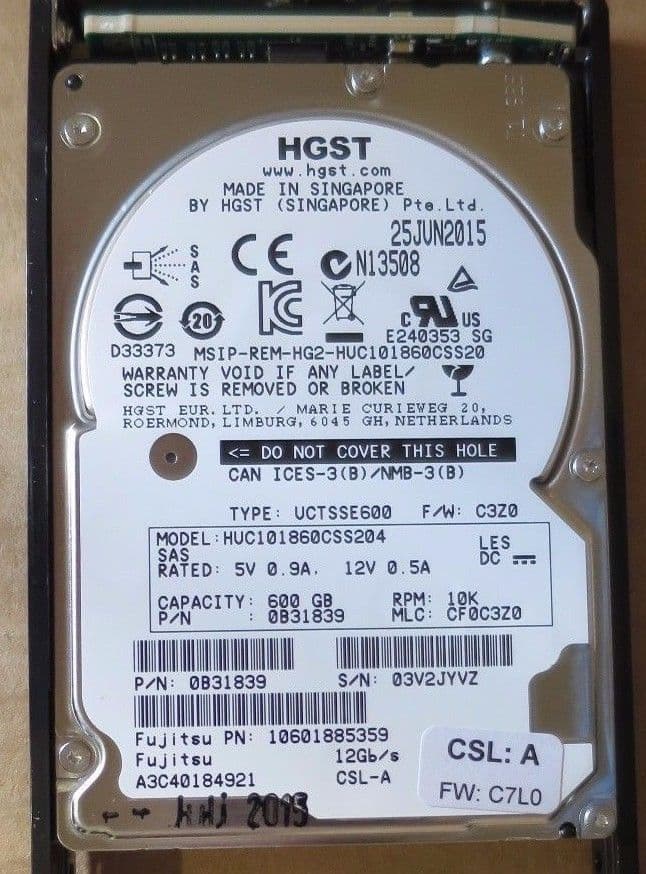 HGST
www.hgst.com
MADE IN SINGAPORE
BY HGST (SINGAPORE) Pte.Ltd.
25JUN2015
SAS
CE
N13508
20
c RU US
E240353 SG
D33373 MSIP-REM-HG2-HUC101860CSS20
WARRANTY VOID IF ANY LABEL/
SCREW IS REMOVED OR BROKEN
HGST EUR.LTD. / MARIE CURIEWEG 20,
ROERMOND, LIMBURG, 6045 GH, NETHERLANDS
<= DO NOT COVER THIS HOLE
CAN ICES-3(B)/NMB-3(B)
TYPE: UCTSSE600 F/W: C3Z0
MODEL:HUC101860CSS204
SAS
LES
DC
RATED: 5V 0.9A. 12V 0.5A
CAPACITY: 600 GB RPM: 10K
P/N : 0B31839 MLC: CF0C3Z0
P/N: 0B31839 S/N: 03V2JYVZ
Fujitsu PN: 10601885359
Fujitsu 12Gb/s
A3C40184921 CSL-A
CSL: A
FW: C7L0
2015